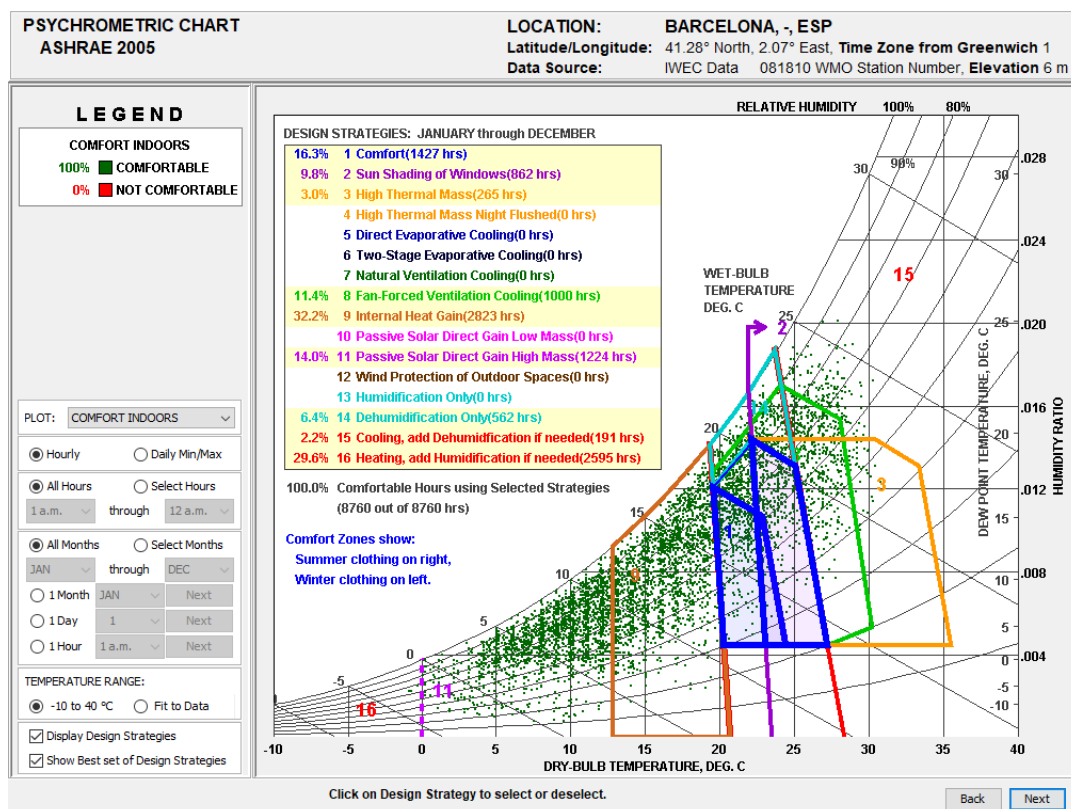 PSYCHROMETRIC CHART
ASHRAE 2005
LOCATION: BARCELONA, -, ESP
Latitude/Longitude: 41.28° North, 2.07° East, Time Zone from Greenwich 1
Data Source: IWEC Data 081810 WMO Station Number, Elevation 6 m
LEGEND
COMFORT INDOORS
100% COMFORTABLE
0% NOT COMFORTABLE
PLOT: COMFORT INDOORS
Hourly Daily Min/Max
All Hours Select Hours
1 a.m. through 12 a.m.
All Months Select Months
JAN through DEC
1 Month JAN Next
1 Day 1 Next
1 Hour 1 a.m. Next
TEMPERATURE RANGE:
-10 to 40 °C Fit to Data
Display Design Strategies
Show Best set of Design Strategies
RELATIVE HUMIDITY 100% 80%
90%
DESIGN STRATEGIES: JANUARY through DECEMBER
16.3% 1 Comfort(1427 hrs)
9.8% 2 Sun Shading of Windows(862 hrs)
3.0% 3 High Thermal Mass(265 hrs)
4 High Thermal Mass Night Flushed(0 hrs)
5 Direct Evaporative Cooling(0 hrs)
6 Two-Stage Evaporative Cooling(0 hrs)
7 Natural Ventilation Cooling(0 hrs)
11.4% 8 Fan-Forced Ventilation Cooling(1000 hrs)
32.2% 9 Internal Heat Gain(2823 hrs)
10 Passive Solar Direct Gain Low Mass(0 hrs)
14.0% 11 Passive Solar Direct Gain High Mass(1224 hrs)
12 Wind Protection of Outdoor Spaces(0 hrs)
13 Humidification Only(0 hrs)
6.4% 14 Dehumidification Only(562 hrs)
2.2% 15 Cooling, add Dehumidfication if needed(191 hrs)
29.6% 16 Heating, add Humidification if needed(2595 hrs)
100.0% Comfortable Hours using Selected Strategies
(8760 out of 8760 hrs)
Comfort Zones show:
Summer clothing on right,
Winter clothing on left.
WET-BULB
TEMPERATURE
DEG. C
-5
0
5
10
15
20
25
30
1
2
3
9
11
15
16
30
25
20
15
10
5
0
-5
-10
DEW POINT TEMPERATURE, DEG. C
.028
.024
.020
.016
.012
.008
.004
HUMIDITY RATIO
-10 -5 0 5 10 15 20 25 30 35 40
DRY-BULB TEMPERATURE, DEG. C
Click on Design Strategy to select or deselect.
Back Next